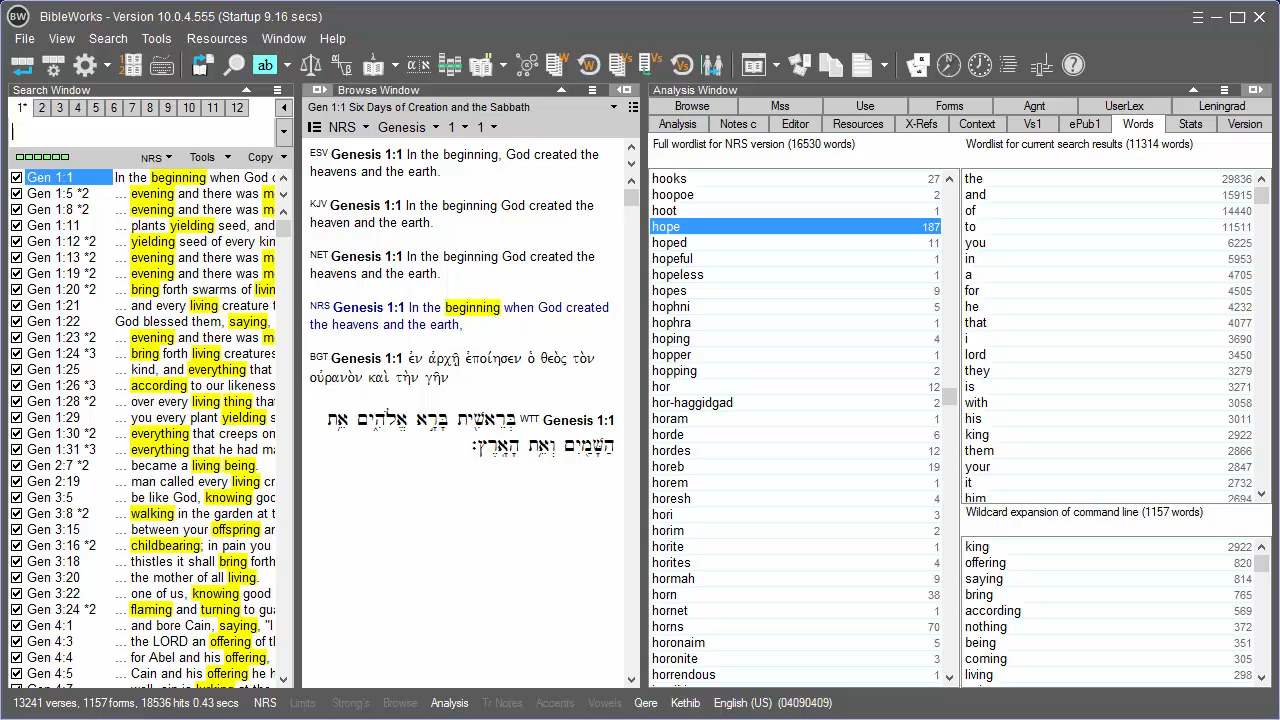 BW BibleWorks - Version 10.0.4.555 (Startup 9.16 secs)
File View Search Tools Resources Window Help
Search Window
1* 2 3 4 5 6 7 8 9 10 11 12
NRS Tools Copy
Gen 1:1 In the beginning when God c
Gen 1:5 *2 ... evening and there was m
Gen 1:8 *2 ... evening and there was m
Gen 1:11 ... plants yielding seed, and
Gen 1:12 *2 ... yielding seed of every kin
Gen 1:13 *2 ... evening and there was m
Gen 1:19 *2 ... evening and there was m
Gen 1:20 *2 ... bring forth swarms of livin
Gen 1:21 ... and every living creature t
Gen 1:22 God blessed them, saying,
Gen 1:23 *2 ... evening and there was m
Gen 1:24 *3 ... bring forth living creatures
Gen 1:25 ... kind, and everything that c
Gen 1:26 *3 ... according to our likeness
Gen 1:28 *2 ... over every living thing that
Gen 1:29 ... you every plant yielding s
Gen 1:30 *2 ... everything that creeps on
Gen 1:31 *3 ... everything that he had ma
Gen 2:7 *2 ... became a living being.
Gen 2:19 ... man called every living cr
Gen 3:5 ... be like God, knowing goo
Gen 3:8 *2 ... walking in the garden at t
Gen 3:15 ... between your offspring an
Gen 3:16 *2 ... childbearing; in pain you
Gen 3:18 ... thistles it shall bring forth
Gen 3:20 ... the mother of all living.
Gen 3:22 ... one of us, knowing good
Gen 3:24 *2 ... flaming and turning to gua
Gen 4:1 ... and bore Cain, saying, "I
Gen 4:3 ... the LORD an offering of th
Gen 4:4 ... for Abel and his offering,
Gen 4:5 ... Cain and his offering he h
Browse Window
Gen 1:1 Six Days of Creation and the Sabbath
NRS Genesis 1 1
ESV Genesis 1:1 In the beginning, God created the
heavens and the earth.
KJV Genesis 1:1 In the beginning God created the
heaven and the earth.
NET Genesis 1:1 In the beginning God created the
heavens and the earth.
NRS Genesis 1:1 In the beginning when God created
the heavens and the earth,
BGT Genesis 1:1 ἐν ἀρχῇ ἐποίησεν ὁ θεὸς τὸν
οὐρανὸν καὶ τὴν γῆν
WTT Genesis 1:1 בְּרֵאשִׁ֖ית בָּרָ֣א אֱלֹהִ֑ים אֵ֥ת
הַשָּׁמַ֖יִם וְאֵ֥ת הָאָֽרֶץ׃
Analysis Window
Browse Mss Use Forms Agnt UserLex Leningrad
Analysis Notes c Editor Resources X-Refs Context Vs1 ePub1 Words Stats Version
Full wordlist for NRS version (16530 words)
hooks 27
hoopoe 2
hoot 1
hope 187
hoped 11
hopeful 1
hopeless 1
hopes 9
hophni 5
hophra 1
hoping 4
hopper 1
hopping 2
hor 12
hor-haggidgad 2
horam 1
horde 6
hordes 12
horeb 19
horem 1
horesh 4
hori 3
horim 2
horite 1
horites 4
hormah 9
horn 38
hornet 1
horns 70
horonaim 5
horonite 3
horrendous 1
Wordlist for current search results (11314 words)
the 29836
and 15915
of 14440
to 11511
you 6225
in 5953
a 4705
for 4505
he 4232
that 4077
i 3690
lord 3450
they 3279
is 3271
with 3058
his 3011
king 2922
them 2866
your 2847
it 2732
him 2694
Wildcard expansion of command line (1157 words)
king 2922
offering 820
saying 814
bring 765
according 569
nothing 372
being 351
coming 305
living 298
13241 verses, 1157 forms, 18536 hits 0.43 secs NRS Limits Strong's Browse Analysis Tr Notes Accents Vowels Qere Kethib English (US) (04090409)